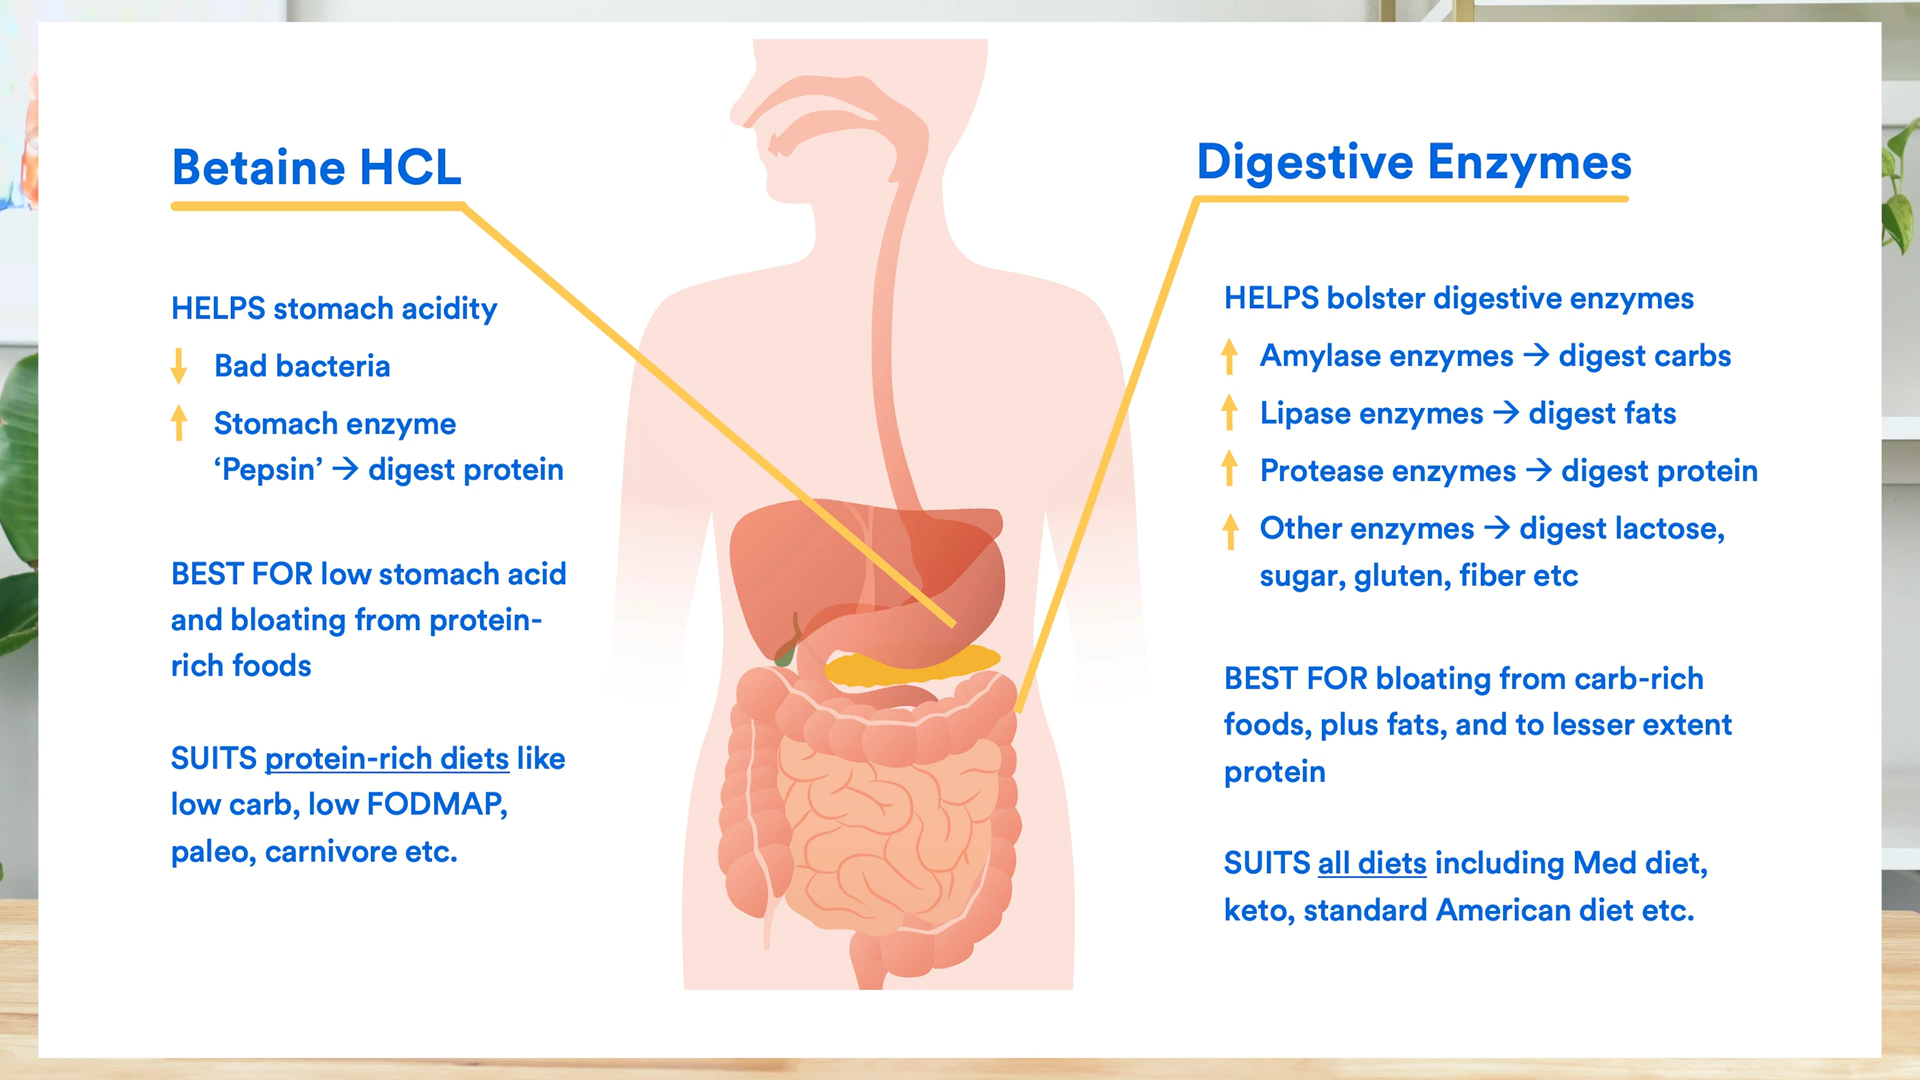 Betaine HCL
HELPS stomach acidity
Bad bacteria
Stomach enzyme
‘Pepsin’ → digest protein
BEST FOR low stomach acid
and bloating from protein-
rich foods
SUITS protein-rich diets like
low carb, low FODMAP,
paleo, carnivore etc.
Digestive Enzymes
HELPS bolster digestive enzymes
Amylase enzymes → digest carbs
Lipase enzymes → digest fats
Protease enzymes → digest protein
Other enzymes → digest lactose,
sugar, gluten, fiber etc
BEST FOR bloating from carb-rich
foods, plus fats, and to lesser extent
protein
SUITS all diets including Med diet,
keto, standard American diet etc.